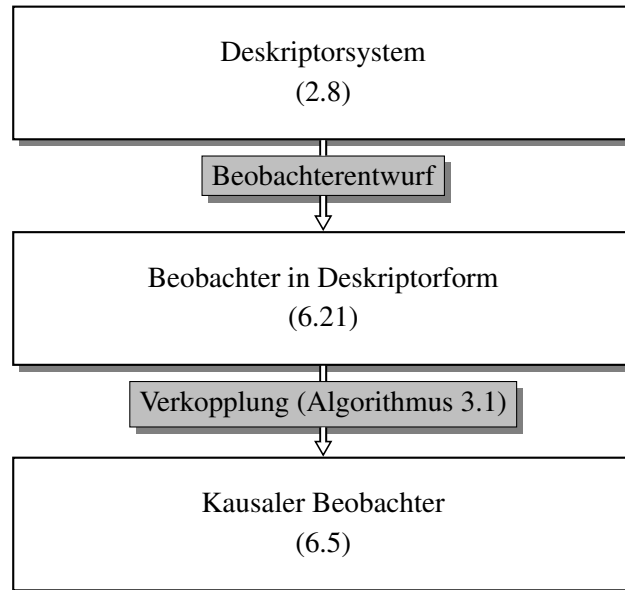 Deskriptorsystem
(2.8)
Beobachterentwurf
Beobachter in Deskriptorform
(6.21)
Verkopplung (Algorithmus 3.1)
Kausaler Beobachter
(6.5)